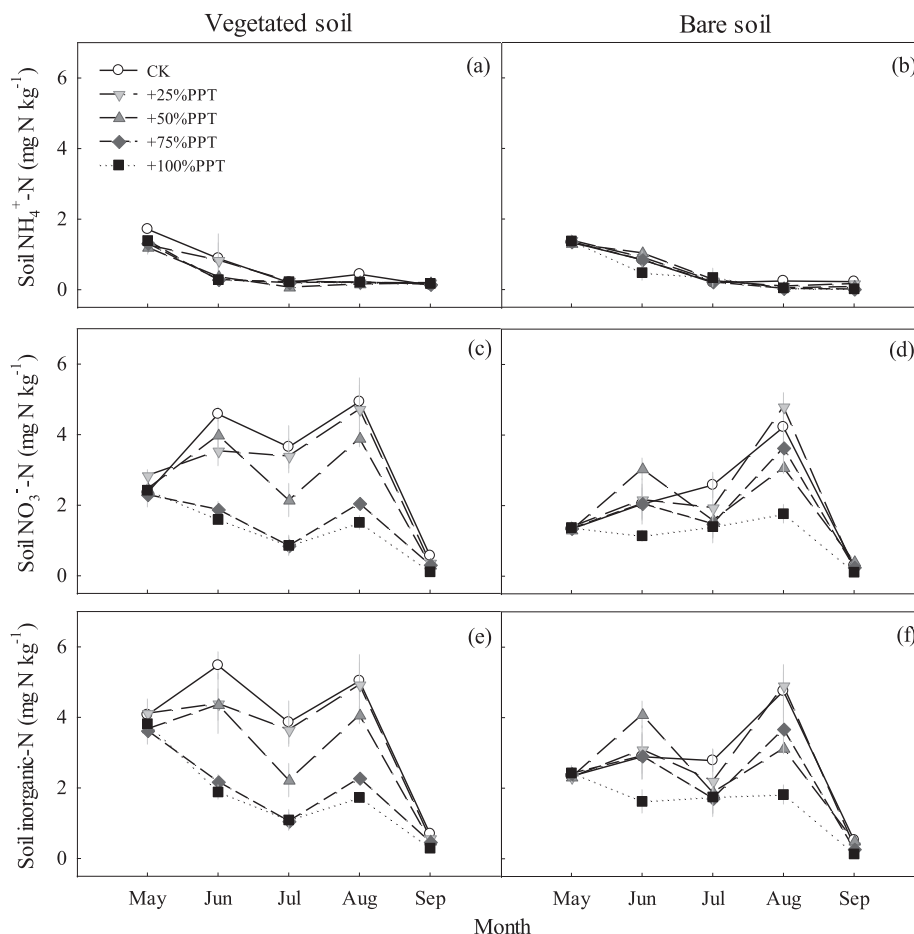 Vegetated soil
Bare soil
Soil NH₄⁺-N (mg N kg⁻¹)
6
4
2
0
(a)
CK
+25%PPT
+50%PPT
+75%PPT
+100%PPT
(b)
Soil NO₃⁻-N (mg N kg⁻¹)
6
4
2
0
(c)
(d)
Soil inorganic-N (mg N kg⁻¹)
6
4
2
0
(e)
(f)
May Jun Jul Aug Sep
May Jun Jul Aug Sep
Month